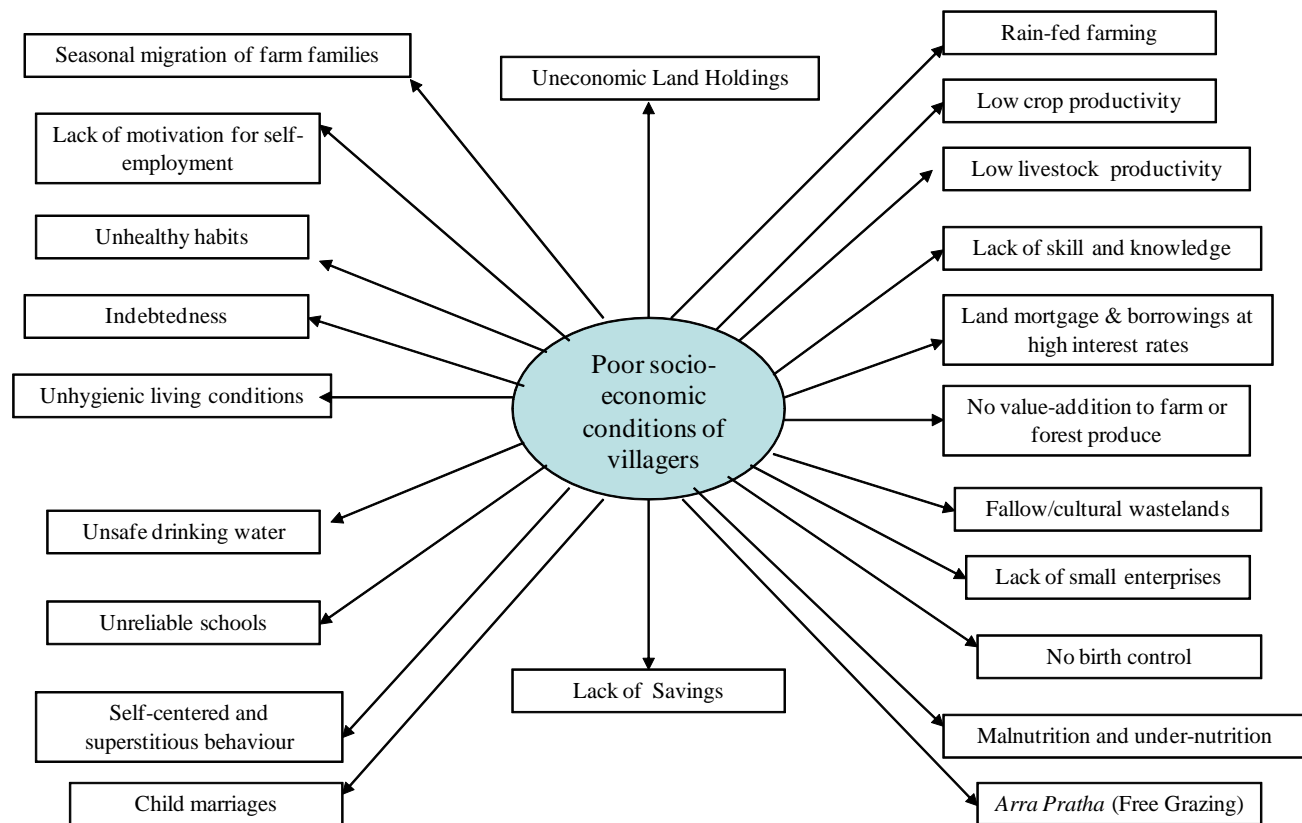 Seasonal migration of farm families
Lack of motivation for self-
employment
Unhealthy habits
Indebtedness
Unhygienic living conditions
Unsafe drinking water
Unreliable schools
Self-centered and
superstitious behaviour
Child marriages
Uneconomic Land Holdings
Poor socio-
economic
conditions of
villagers
Lack of Savings
Rain-fed farming
Low crop productivity
Low livestock productivity
Lack of skill and knowledge
Land mortgage & borrowings at
high interest rates
No value-addition to farm or
forest produce
Fallow/cultural wastelands
Lack of small enterprises
No birth control
Malnutrition and under-nutrition
Arra Pratha (Free Grazing)